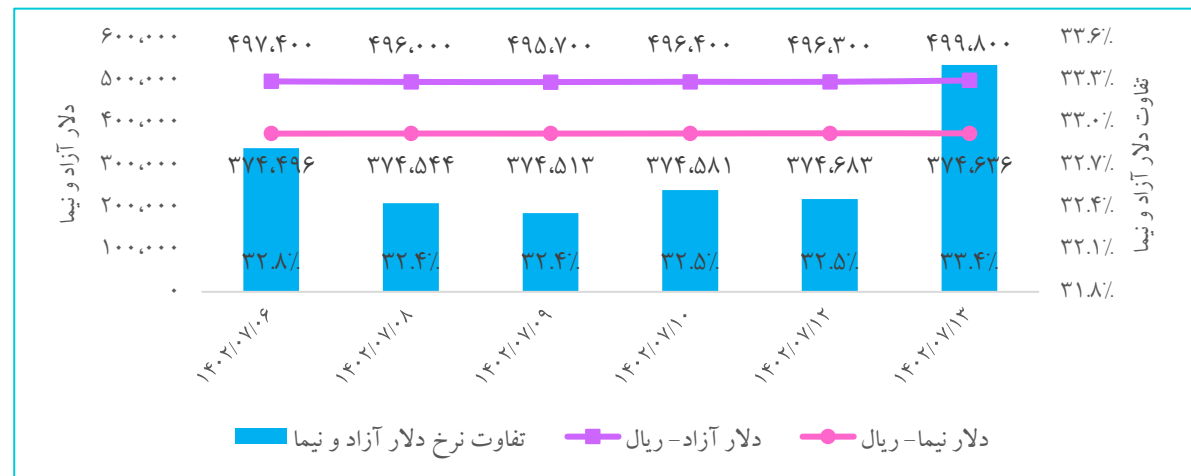 دلار آزاد و نیما
۶۰۰،۰۰۰
۵۰۰،۰۰۰
۴۰۰،۰۰۰
۳۰۰،۰۰۰
۲۰۰،۰۰۰
۱۰۰،۰۰۰
۰
۴۹۷،۴۰۰ ۴۹۶،۰۰۰ ۴۹۵،۷۰۰ ۴۹۶،۴۰۰ ۴۹۶،۳۰۰ ۴۹۹،۸۰۰
۳۷۴،۴۹۶ ۳۷۴،۵۴۴ ۳۷۴،۵۱۳ ۳۷۴،۵۸۱ ۳۷۴،۶۸۳ ۳۷۴،۶۳۶
۳۲.۸٪ ۳۲.۴٪ ۳۲.۴٪ ۳۲.۵٪ ۳۲.۵٪ ۳۳.۴٪
۳۳.۶٪
۳۳.۳٪
۳۳.۰٪
۳۲.۷٪
۳۲.۴٪
۳۲.۱٪
۳۱.۸٪
تفاوت دلار آزاد و نیما
۱۴۰۲/۰۷/۰۶ ۱۴۰۲/۰۷/۰۸ ۱۴۰۲/۰۷/۰۹ ۱۴۰۲/۰۷/۱۰ ۱۴۰۲/۰۷/۱۲ ۱۴۰۲/۰۷/۱۳
دلار نیما- ریال دلار آزاد- ریال تفاوت نرخ دلار آزاد و نیما